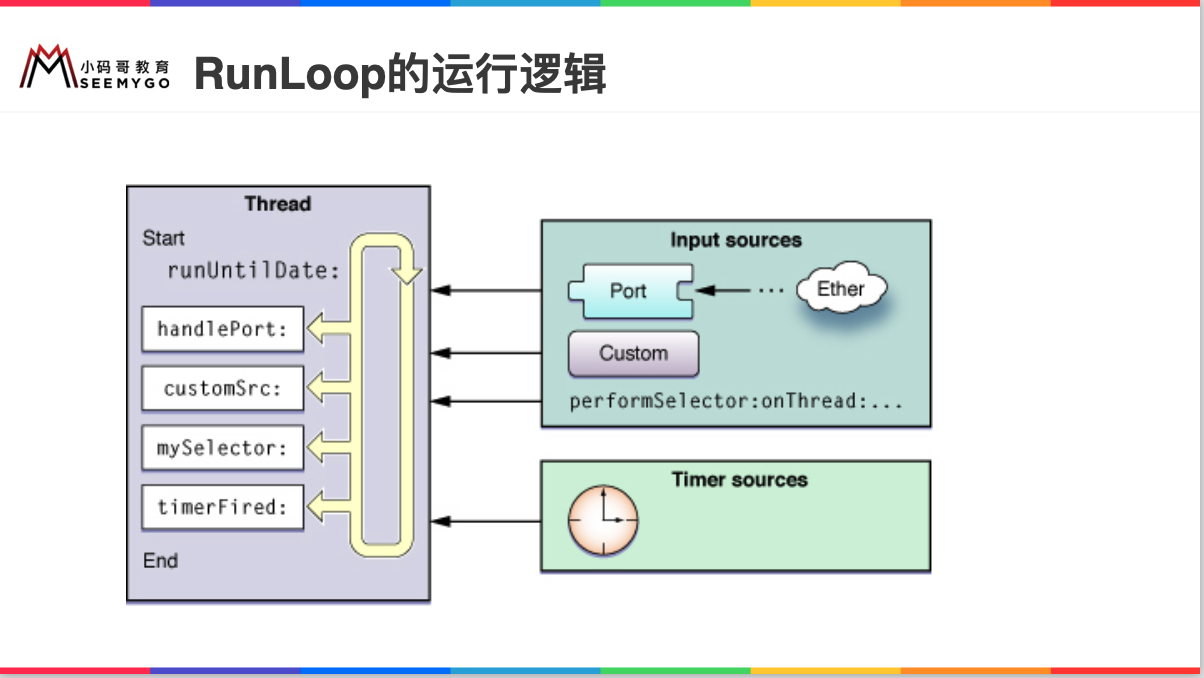 小码哥教育
SEEMYGO
RunLoop的运行逻辑
Thread
Start
runUntilDate:
handlePort:
customSrc:
mySelector:
timerFired:
End
Input sources
Port
...
Ether
Custom
performSelector:onThread:...
Timer sources